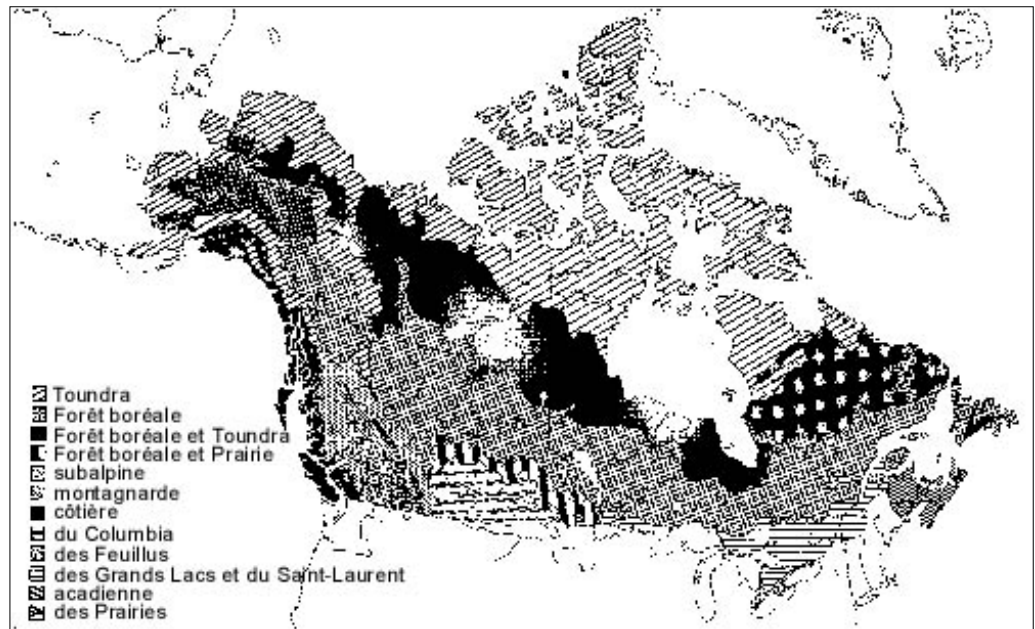 Toundra
Forêt boréale
Forêt boréale et Toundra
Forêt boréale et Prairie
subalpine
montagnarde
côtière
du Columbia
des Feuillus
des Grands Lacs et du Saint-Laurent
acadienne
des Prairies